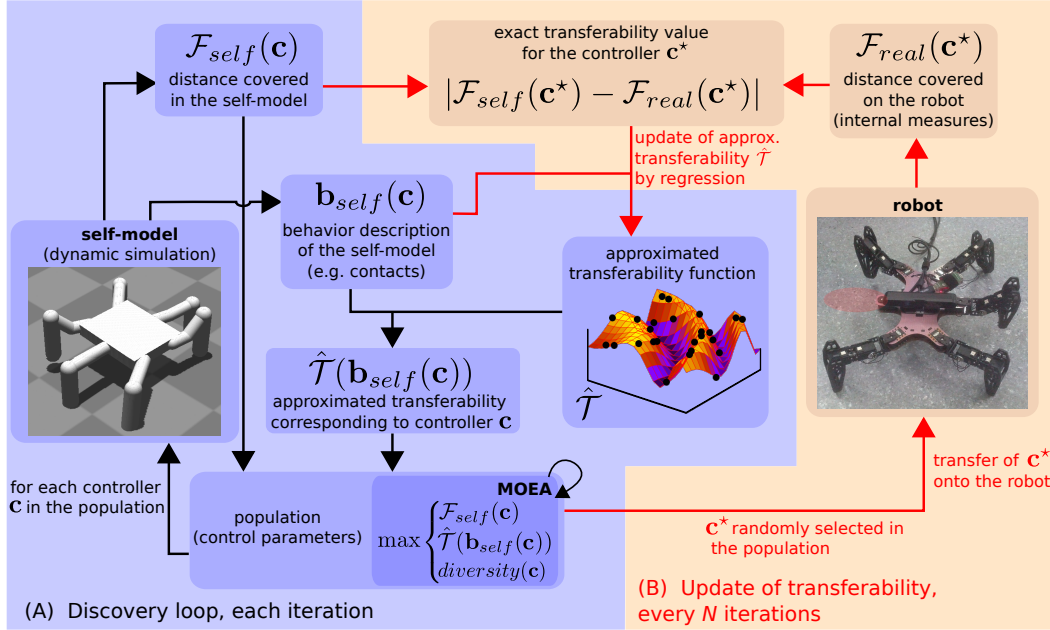 𝓕_self(𝐜)
distance covered
in the self-model
exact transferability value
for the controller 𝐜⋆
|𝓕_self(𝐜⋆) − 𝓕_real(𝐜⋆)|
𝓕_real(𝐜⋆)
distance covered
on the robot
(internal measures)
update of approx.
transferability 𝒯̂
by regression
𝐛_self(𝐜)
behavior description
of the self-model
(e.g. contacts)
self-model
(dynamic simulation)
approximated
transferability function
𝒯̂
robot
𝒯̂(𝐛_self(𝐜))
approximated transferability
corresponding to controller 𝐜
for each controller
𝐜 in the population
population
(control parameters)
MOEA
max { 𝓕_self(𝐜)
𝒯̂(𝐛_self(𝐜))
diversity(𝐜)
transfer of 𝐜⋆
onto the robot
𝐜⋆ randomly selected in
the population
(A) Discovery loop, each iteration
(B) Update of transferability,
every N iterations